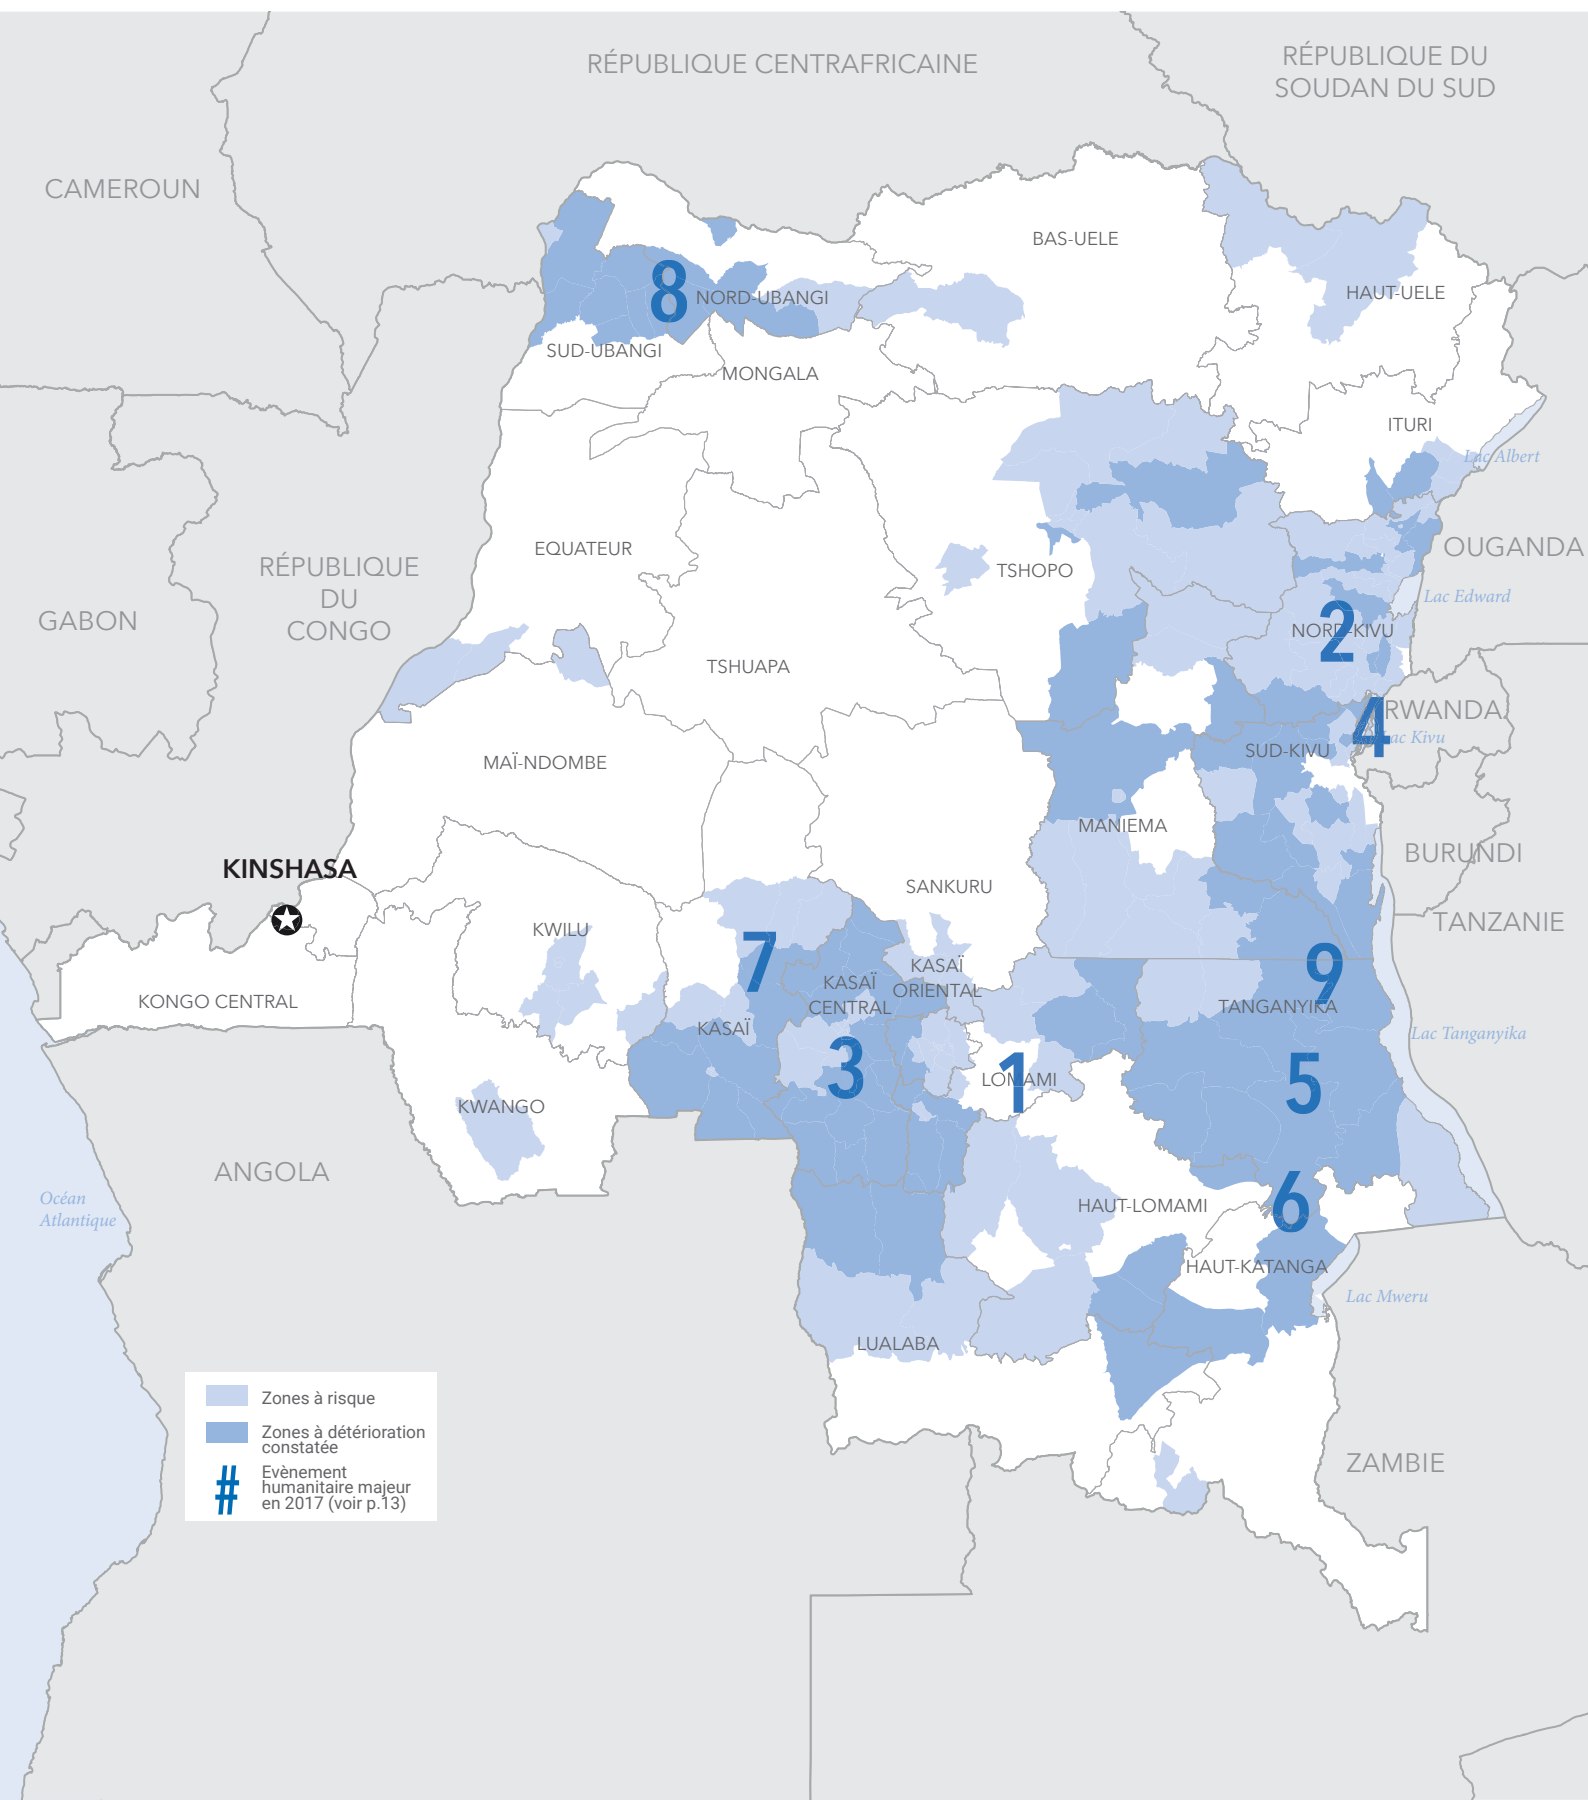 RÉPUBLIQUE CENTRAFRICAINE
RÉPUBLIQUE DU
SOUDAN DU SUD
CAMEROUN
BAS-UELE
HAUT-UELE
8
NORD-UBANGI
SUD-UBANGI
MONGALA
ITURI
Lac Albert
EQUATEUR
OUGANDA
RÉPUBLIQUE
DU
CONGO
TSHOPO
GABON
Lac Edward
2
NORD-KIVU
TSHUAPA
4
RWANDA
Lac Kivu
SUD-KIVU
MAÏ-NDOMBE
MANIEMA
BURUNDI
KINSHASA
SANKURU
TANZANIE
KWILU
7
9
KASAÏ
ORIENTAL
KASAÏ
CENTRAL
KONGO CENTRAL
TANGANYIKA
KASAÏ
Lac Tanganyika
3
1
LOMAMI
5
KWANGO
ANGOLA
Océan
Atlantique
6
HAUT-LOMAMI
HAUT-KATANGA
Lac Mweru
LUALABA
Zones à risque
Zones à détérioration
constatée
#
Evènement
humanitaire majeur
en 2017 (voir p.13)
ZAMBIE